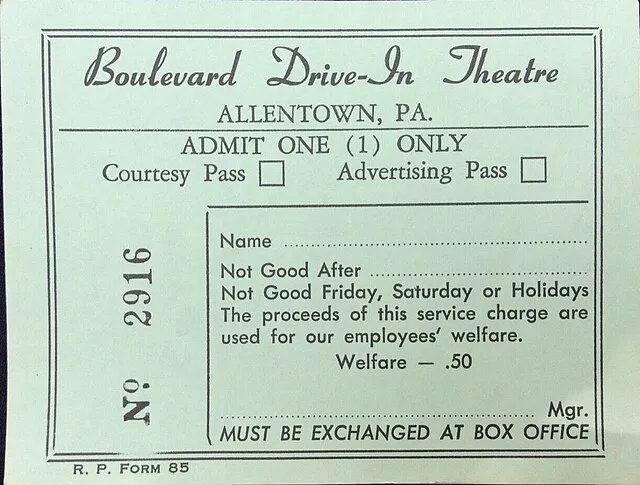 Boulevard Drive-In Theatre
ALLENTOWN, PA.
ADMIT ONE (1) ONLY
Courtesy Pass Advertising Pass
No. 2916
Name
Not Good After
Not Good Friday, Saturday or Holidays
The proceeds of this service charge are
used for our employees' welfare.
Welfare — .50
Mgr.
MUST BE EXCHANGED AT BOX OFFICE
R. P. FORM 85